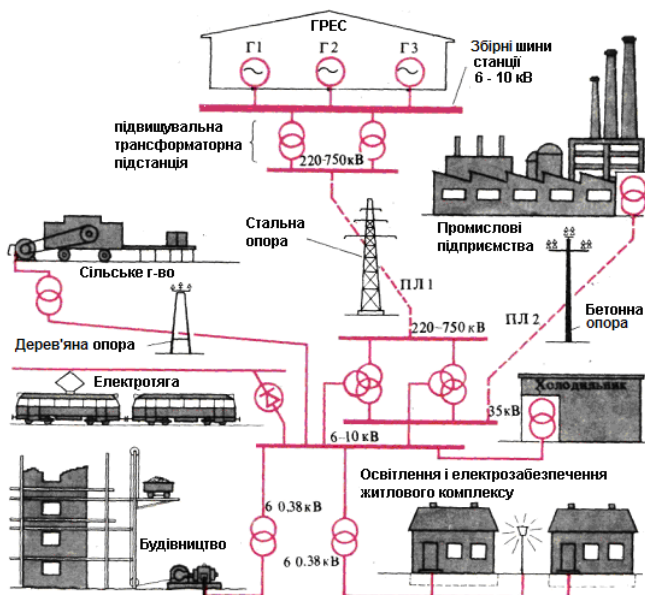 ГРЕС
Г1 Г2 Г3
Збірні шини
станції
6 - 10 кВ
підвищувальна
трансформаторна
підстанція
220-750кВ
Стальна
опора
Промислові
підприємства
Сільське г-во
ПЛ 1
ПЛ 2
Бетонна
опора
Дерев'яна опора
220-750 кВ
Електротяга
Холодильник
35кВ
6-10 кВ
Освітлення і електрозабезпечення
житлового комплексу
6 0.38кВ
Будівництво
6 0.38кВ